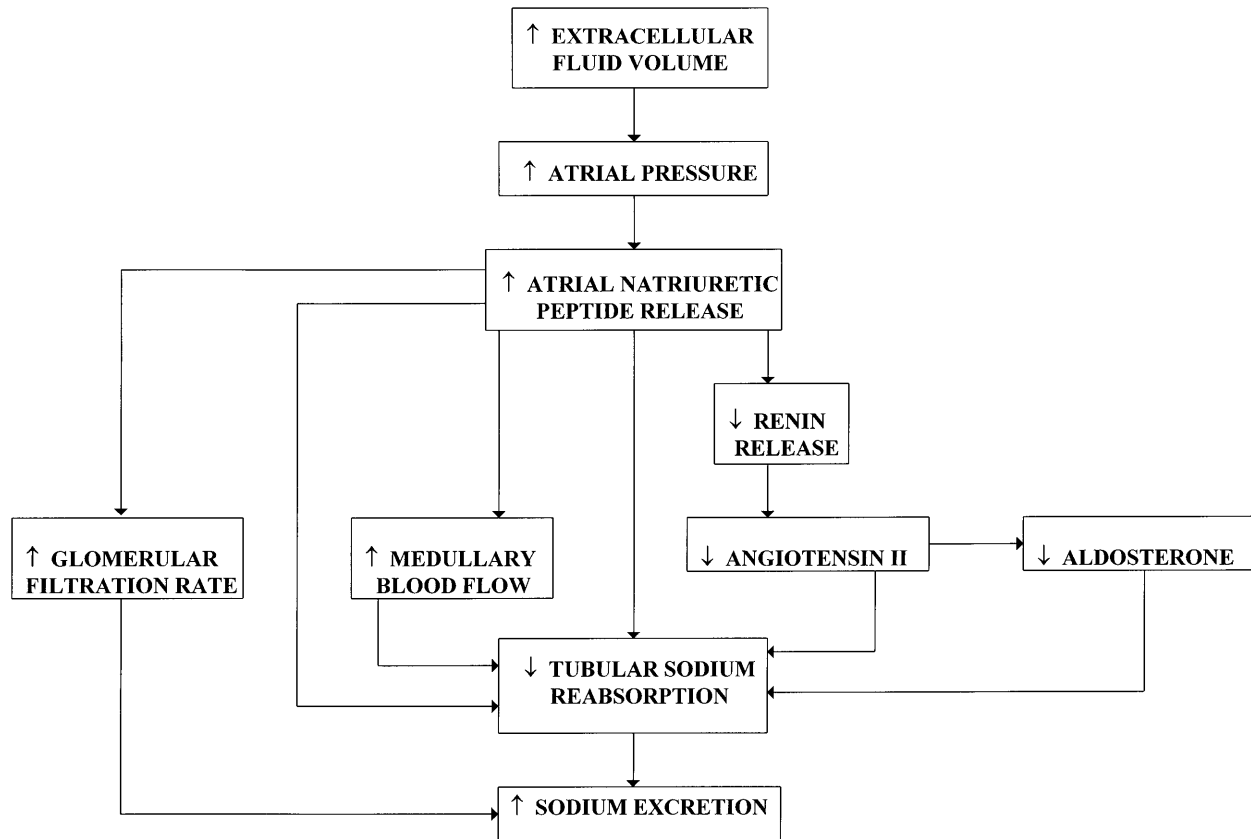 ↑ EXTRACELLULAR
FLUID VOLUME
↑ ATRIAL PRESSURE
↑ ATRIAL NATRIURETIC
PEPTIDE RELEASE
↓ RENIN
RELEASE
↑ GLOMERULAR
FILTRATION RATE
↑ MEDULLARY
BLOOD FLOW
↓ ANGIOTENSIN II
↓ ALDOSTERONE
↓ TUBULAR SODIUM
REABSORPTION
↑ SODIUM EXCRETION